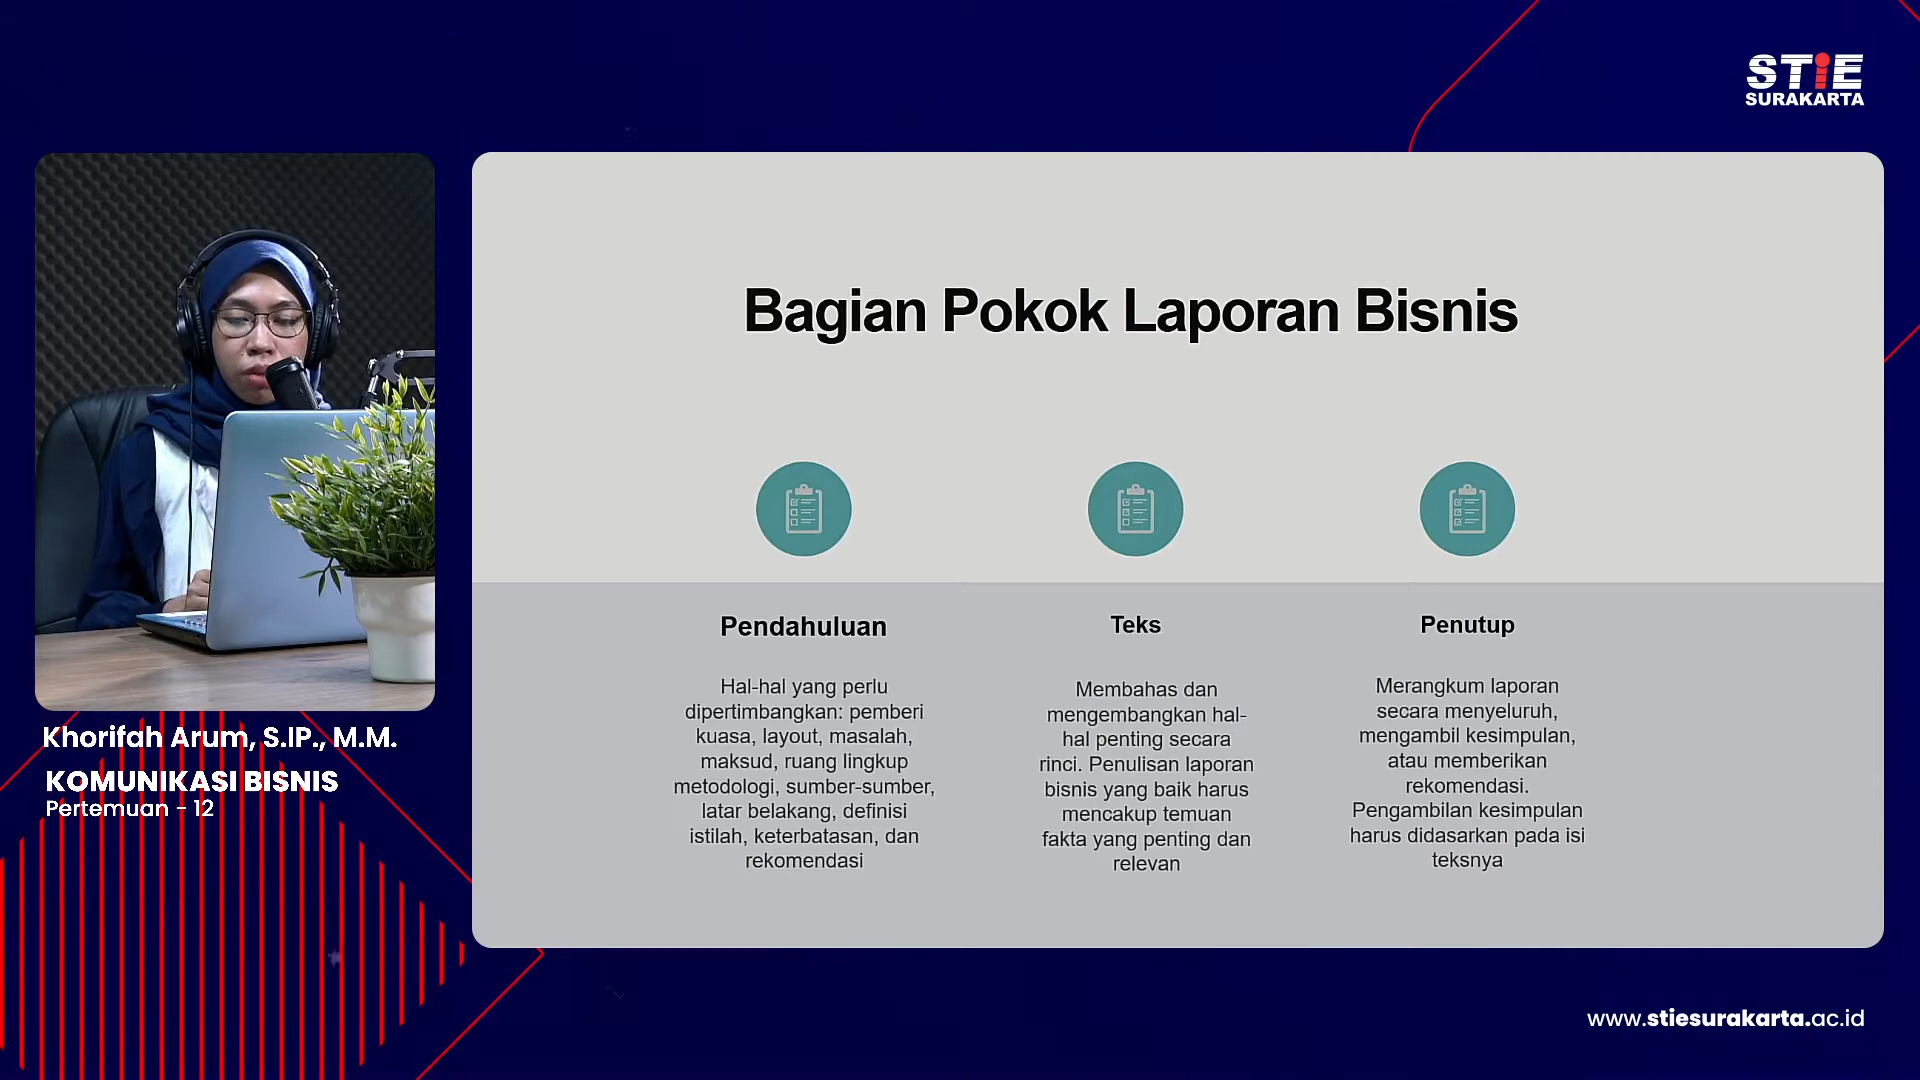 STiE
SURAKARTA
Bagian Pokok Laporan Bisnis
Pendahuluan
Hal-hal yang perlu
dipertimbangkan: pemberi
kuasa, layout, masalah,
maksud, ruang lingkup
metodologi, sumber-sumber,
latar belakang, definisi
istilah, keterbatasan, dan
rekomendasi
Teks
Membahas dan
mengembangkan hal-
hal penting secara
rinci. Penulisan laporan
bisnis yang baik harus
mencakup temuan
fakta yang penting dan
relevan
Penutup
Merangkum laporan
secara menyeluruh,
mengambil kesimpulan,
atau memberikan
rekomendasi.
Pengambilan kesimpulan
harus didasarkan pada isi
teksnya
Khorifah Arum, S.IP., M.M.
KOMUNIKASI BISNIS
Pertemuan - 12
www.stiesurakarta.ac.id